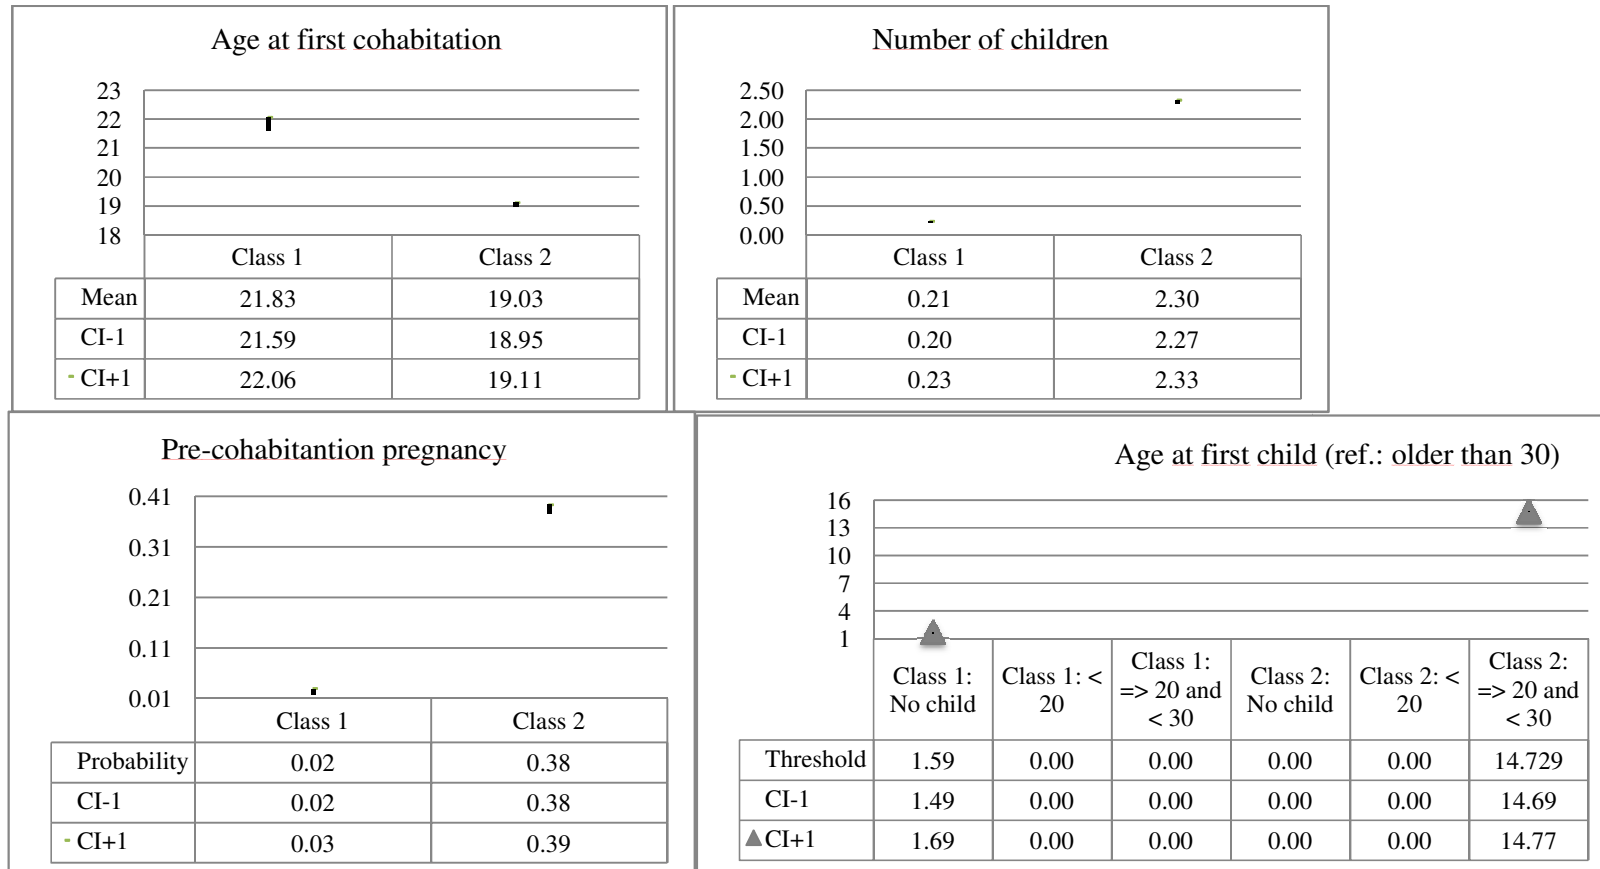 Age at first cohabitation
23
22
21
20
19
18
Class 1 Class 2
Mean 21.83 19.03
CI-1 21.59 18.95
CI+1 22.06 19.11
Number of children
2.50
2.00
1.50
1.00
0.50
0.00
Class 1 Class 2
Mean 0.21 2.30
CI-1 0.20 2.27
CI+1 0.23 2.33
Pre-cohabitantion pregnancy
0.41
0.31
0.21
0.11
0.01
Class 1 Class 2
Probability 0.02 0.38
CI-1 0.02 0.38
CI+1 0.03 0.39
Age at first child (ref.: older than 30)
16
13
10
7
4
1
Class 1:
No child
Class 1: <
20
Class 1:
=> 20 and
< 30
Class 2:
No child
Class 2: <
20
Class 2:
=> 20 and
< 30
Threshold 1.59 0.00 0.00 0.00 0.00 14.729
CI-1 1.49 0.00 0.00 0.00 0.00 14.69
CI+1 1.69 0.00 0.00 0.00 0.00 14.77